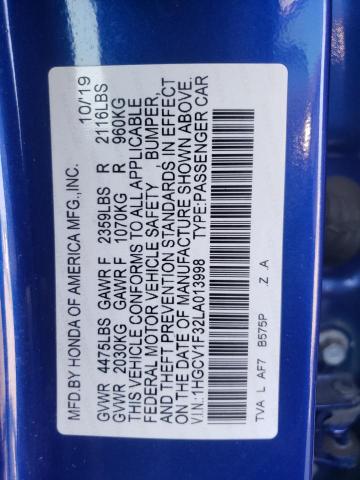 MFD.BY HONDA OF AMERICA MFG.,INC. 10/19
GVWR 4475LBS GAWR F 2359LBS R 2116LBS
GVWR 2030KG GAWR F 1070KG R 960KG
THIS VEHICLE CONFORMS TO ALL APPLICABLE
FEDERAL MOTOR VEHICLE SAFETY , BUMPER,
AND THEFT PREVENTION STANDARDS IN EFFECT
ON THE DATE OF MANUFACTURE SHOWN ABOVE.
V.I.N.:1HGCV1F32LA013998 TYPE:PASSENGER CAR
TVA L AF7 B575P .Z .A